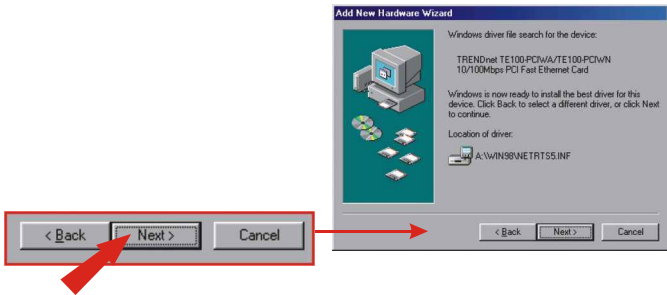 Add New Hardware Wizard
Windows driver file search for the device:
TRENDnet TE100-PCIWA/TE100-PCIWN
10/100Mbps PCI Fast Ethernet Card
Windows is now ready to install the best driver for this
device. Click Back to select a different driver, or click Next
to continue.
Location of driver:
A:\WIN98\NETRTS5.INF
< Back Next > Cancel
< Back Next > Cancel